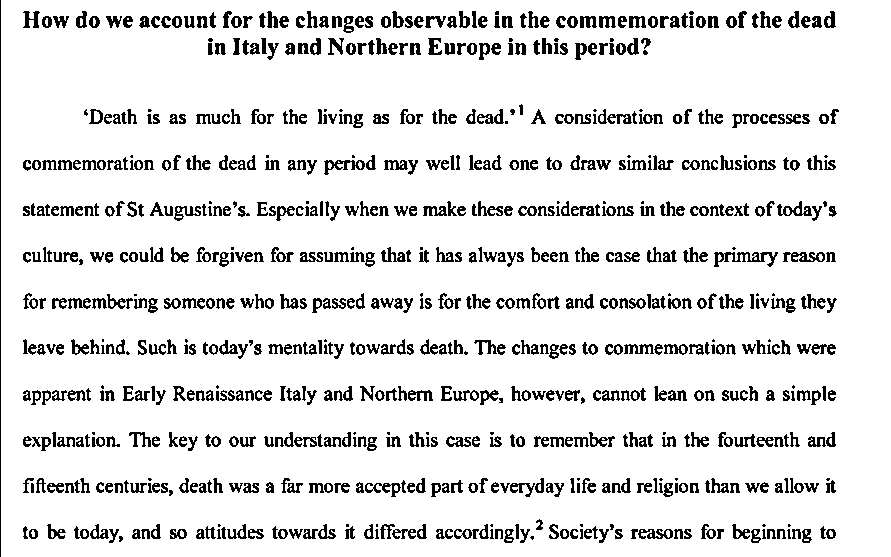 How do we account for the changes observable in the commemoration of the dead
in Italy and Northern Europe in this period?
‘Death is as much for the living as for the dead.’1 A consideration of the processes of
commemoration of the dead in any period may well lead one to draw similar conclusions to this
statement of St Augustine’s. Especially when we make these considerations in the context of today’s
culture, we could be forgiven for assuming that it has always been the case that the primary reason
for remembering someone who has passed away is for the comfort and consolation of the living they
leave behind. Such is today’s mentality towards death. The changes to commemoration which were
apparent in Early Renaissance Italy and Northern Europe, however, cannot lean on such a simple
explanation. The key to our understanding in this case is to remember that in the fourteenth and
fifteenth centuries, death was a far more accepted part of everyday life and religion than we allow it
to be today, and so attitudes towards it differed accordingly.2 Society’s reasons for beginning to